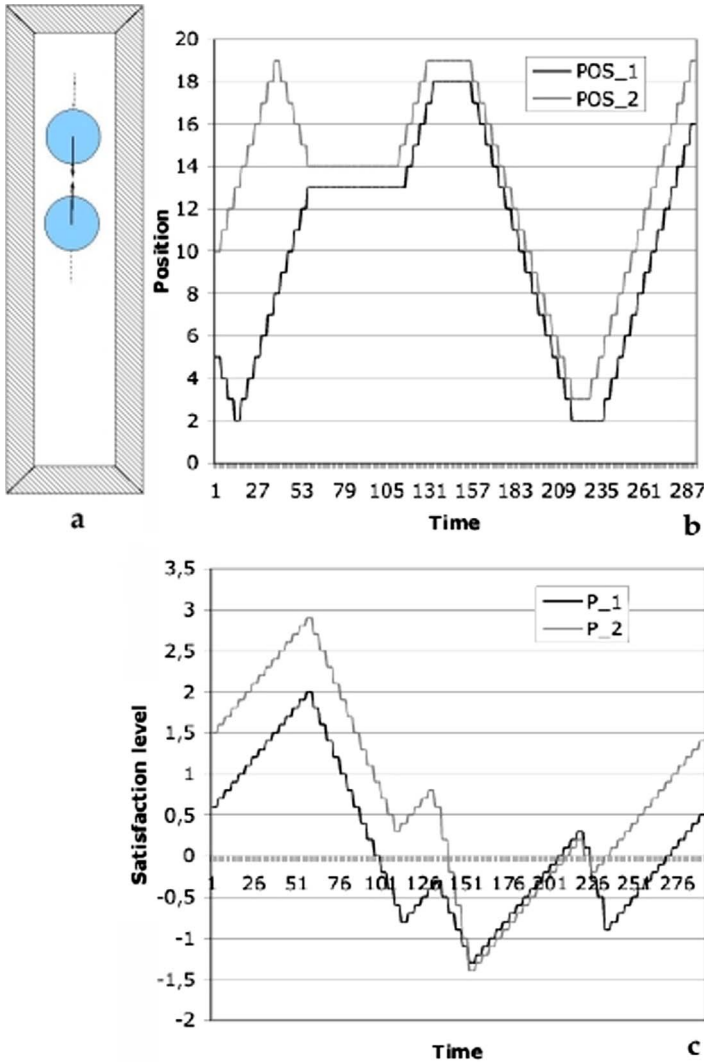 20
18
16
14
12
10
8
6
4
2
0
Position
POS_1
POS_2
1 27 53 79 105 131 157 183 209 235 261 287
Time
a
b
3,5
3
2,5
2
1,5
1
0,5
0
-0,5
-1
-1,5
-2
Satisfaction level
P_1
P_2
1 26 51 76 101 126 151 176 201 226 251 276
Time
c